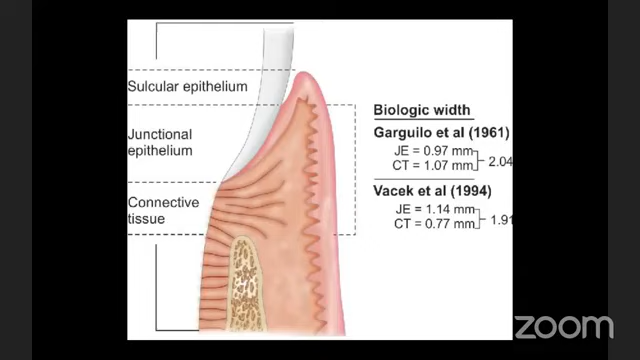 Sulcular epithelium
Junctional
epithelium
Connective
tissue
Biologic width
Garguilo et al (1961)
JE = 0.97 mm
CT = 1.07 mm
2.04
Vacek et al (1994)
JE = 1.14 mm
CT = 0.77 mm
1.91
zoom